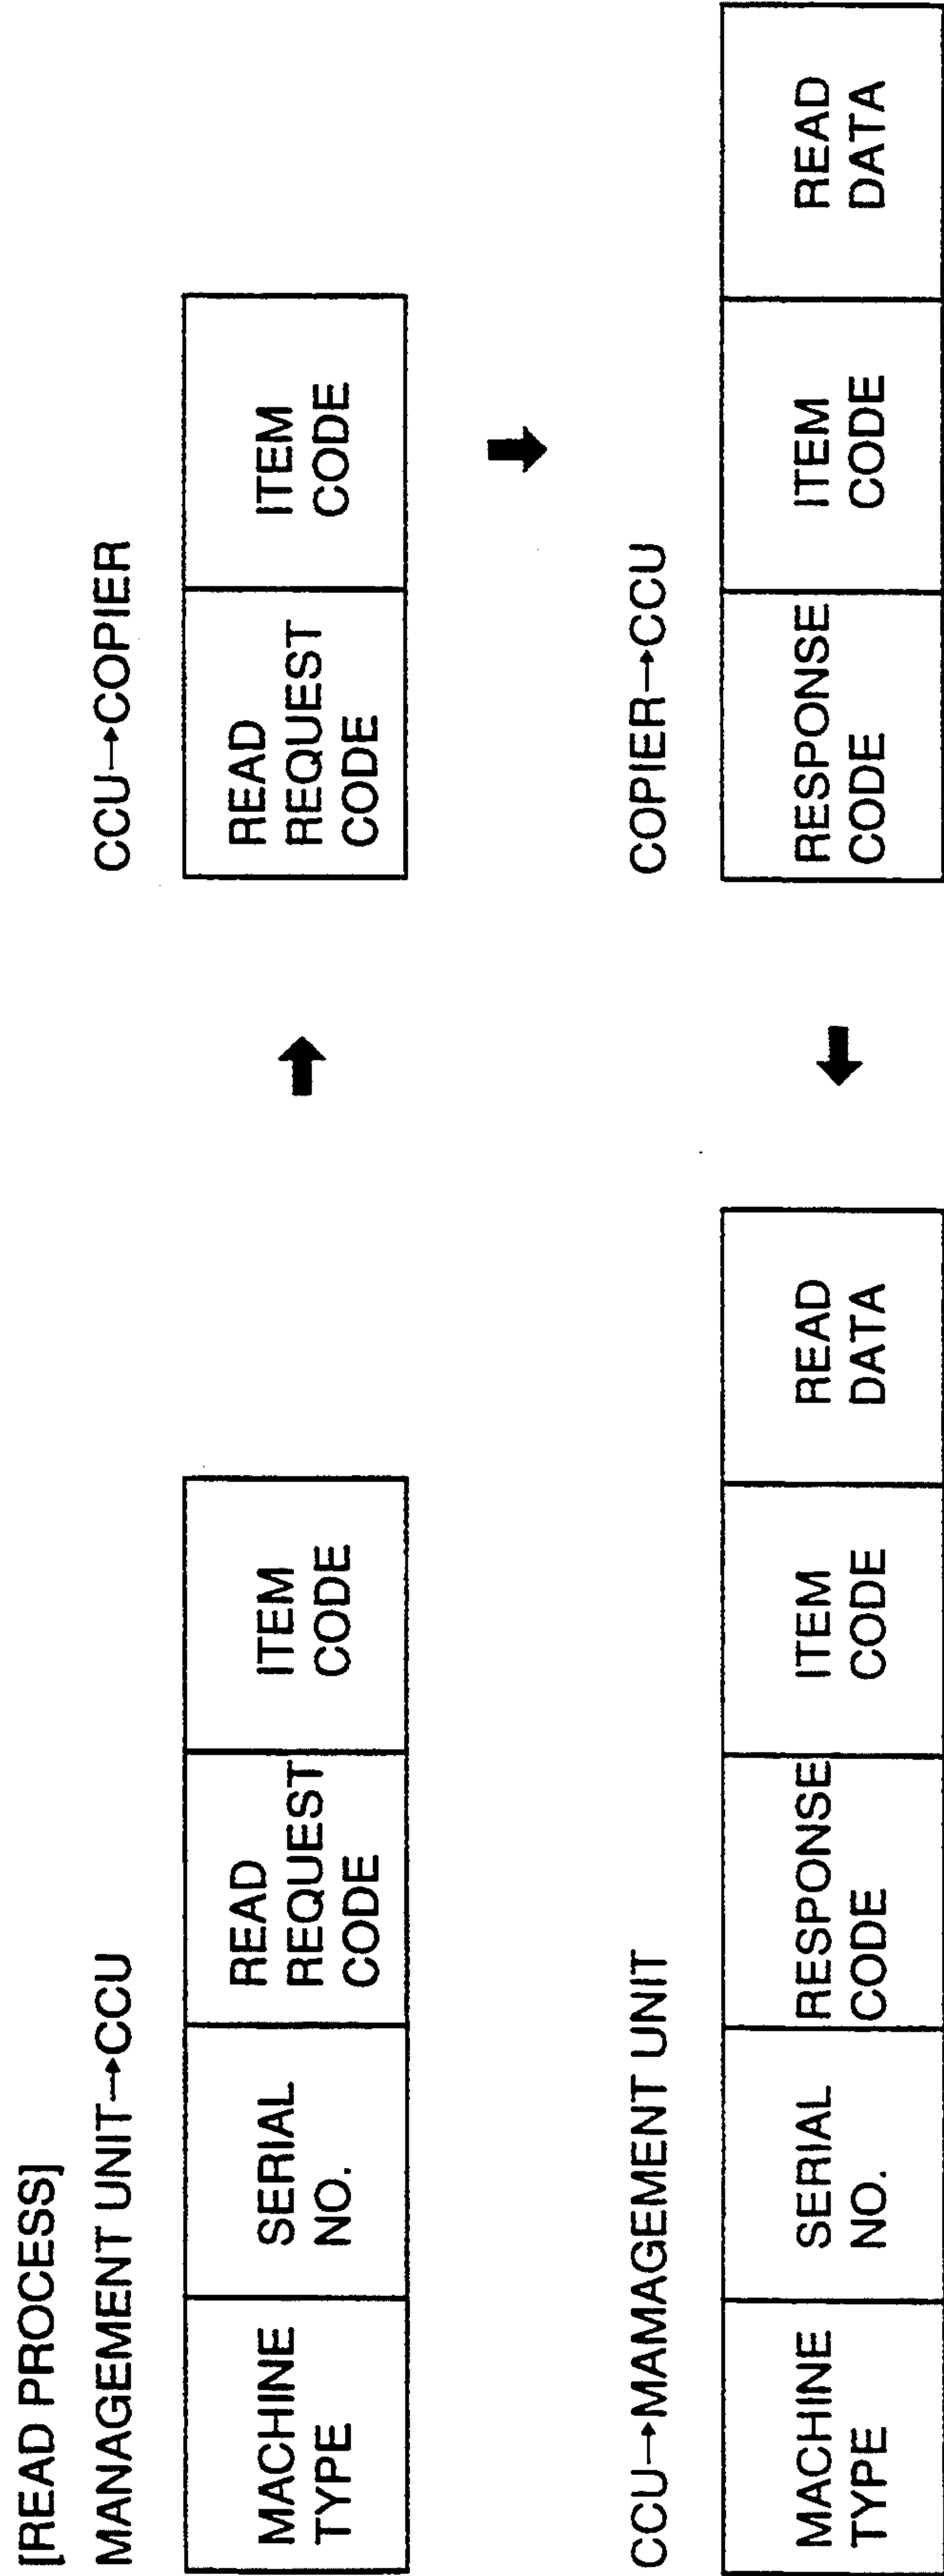 [READ PROCESS]
MANAGEMENT UNIT→CCU
MACHINE
TYPE
SERIAL
NO.
READ
REQUEST
CODE
ITEM
CODE
CCU→COPIER
READ
REQUEST
CODE
ITEM
CODE
COPIER→CCU
RESPONSE
CODE
ITEM
CODE
READ
DATA
CCU→MAMAGEMENT UNIT
MACHINE
TYPE
SERIAL
NO.
RESPONSE
CODE
ITEM
CODE
READ
DATA